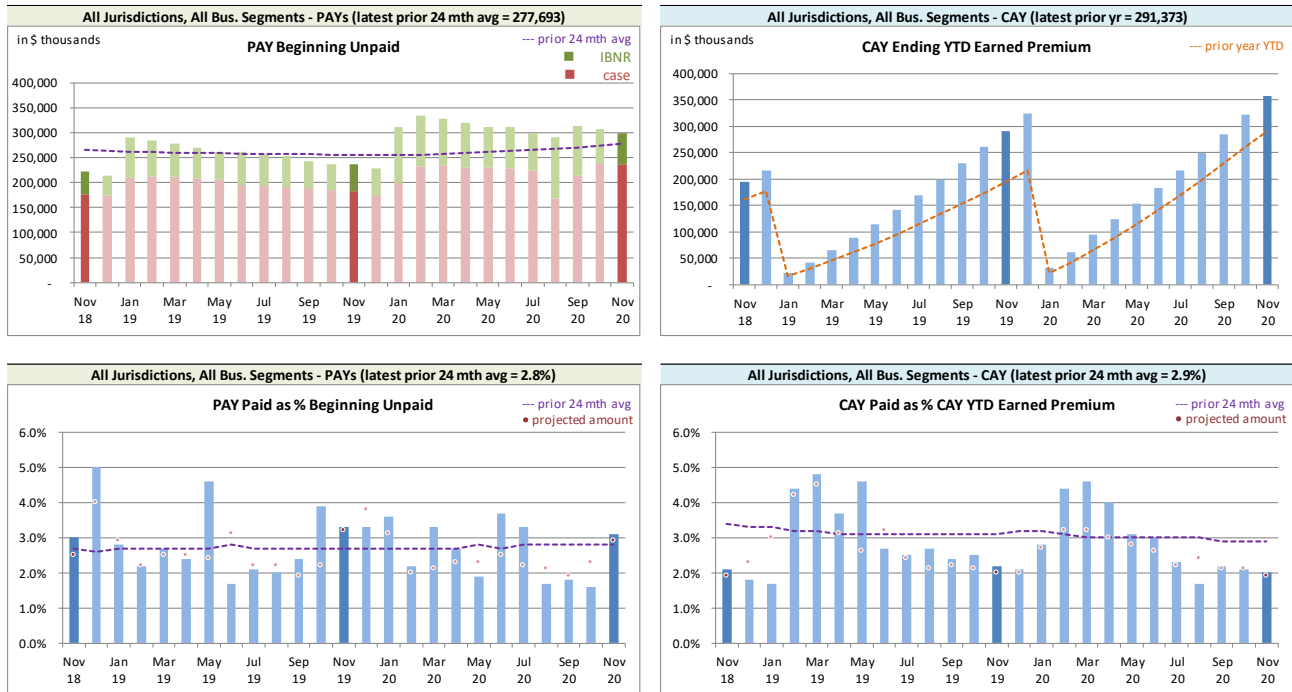 All Jurisdictions, All Bus. Segments - PAYs (latest prior 24 mth avg = 277,693)
in $ thousands
PAY Beginning Unpaid
--- prior 24 mth avg
IBNR
case
400,000
350,000
300,000
250,000
200,000
150,000
100,000
50,000
-
Nov Jan Mar May Jul Sep Nov Jan Mar May Jul Sep Nov
18 19 19 19 19 19 19 20 20 20 20 20 20
All Jurisdictions, All Bus. Segments - CAY (latest prior yr = 291,373)
in $ thousands
CAY Ending YTD Earned Premium
--- prior year YTD
400,000
350,000
300,000
250,000
200,000
150,000
100,000
50,000
-
Nov Jan Mar May Jul Sep Nov Jan Mar May Jul Sep Nov
18 19 19 19 19 19 19 20 20 20 20 20 20
All Jurisdictions, All Bus. Segments - PAYs (latest prior 24 mth avg = 2.8%)
PAY Paid as % Beginning Unpaid
--- prior 24 mth avg
• projected amount
6.0%
5.0%
4.0%
3.0%
2.0%
1.0%
0.0%
Nov Jan Mar May Jul Sep Nov Jan Mar May Jul Sep Nov
18 19 19 19 19 19 19 20 20 20 20 20 20
All Jurisdictions, All Bus. Segments - CAY (latest prior 24 mth avg = 2.9%)
CAY Paid as % CAY YTD Earned Premium
--- prior 24 mth avg
• projected amount
6.0%
5.0%
4.0%
3.0%
2.0%
1.0%
0.0%
Nov Jan Mar May Jul Sep Nov Jan Mar May Jul Sep Nov
18 19 19 19 19 19 19 20 20 20 20 20 20